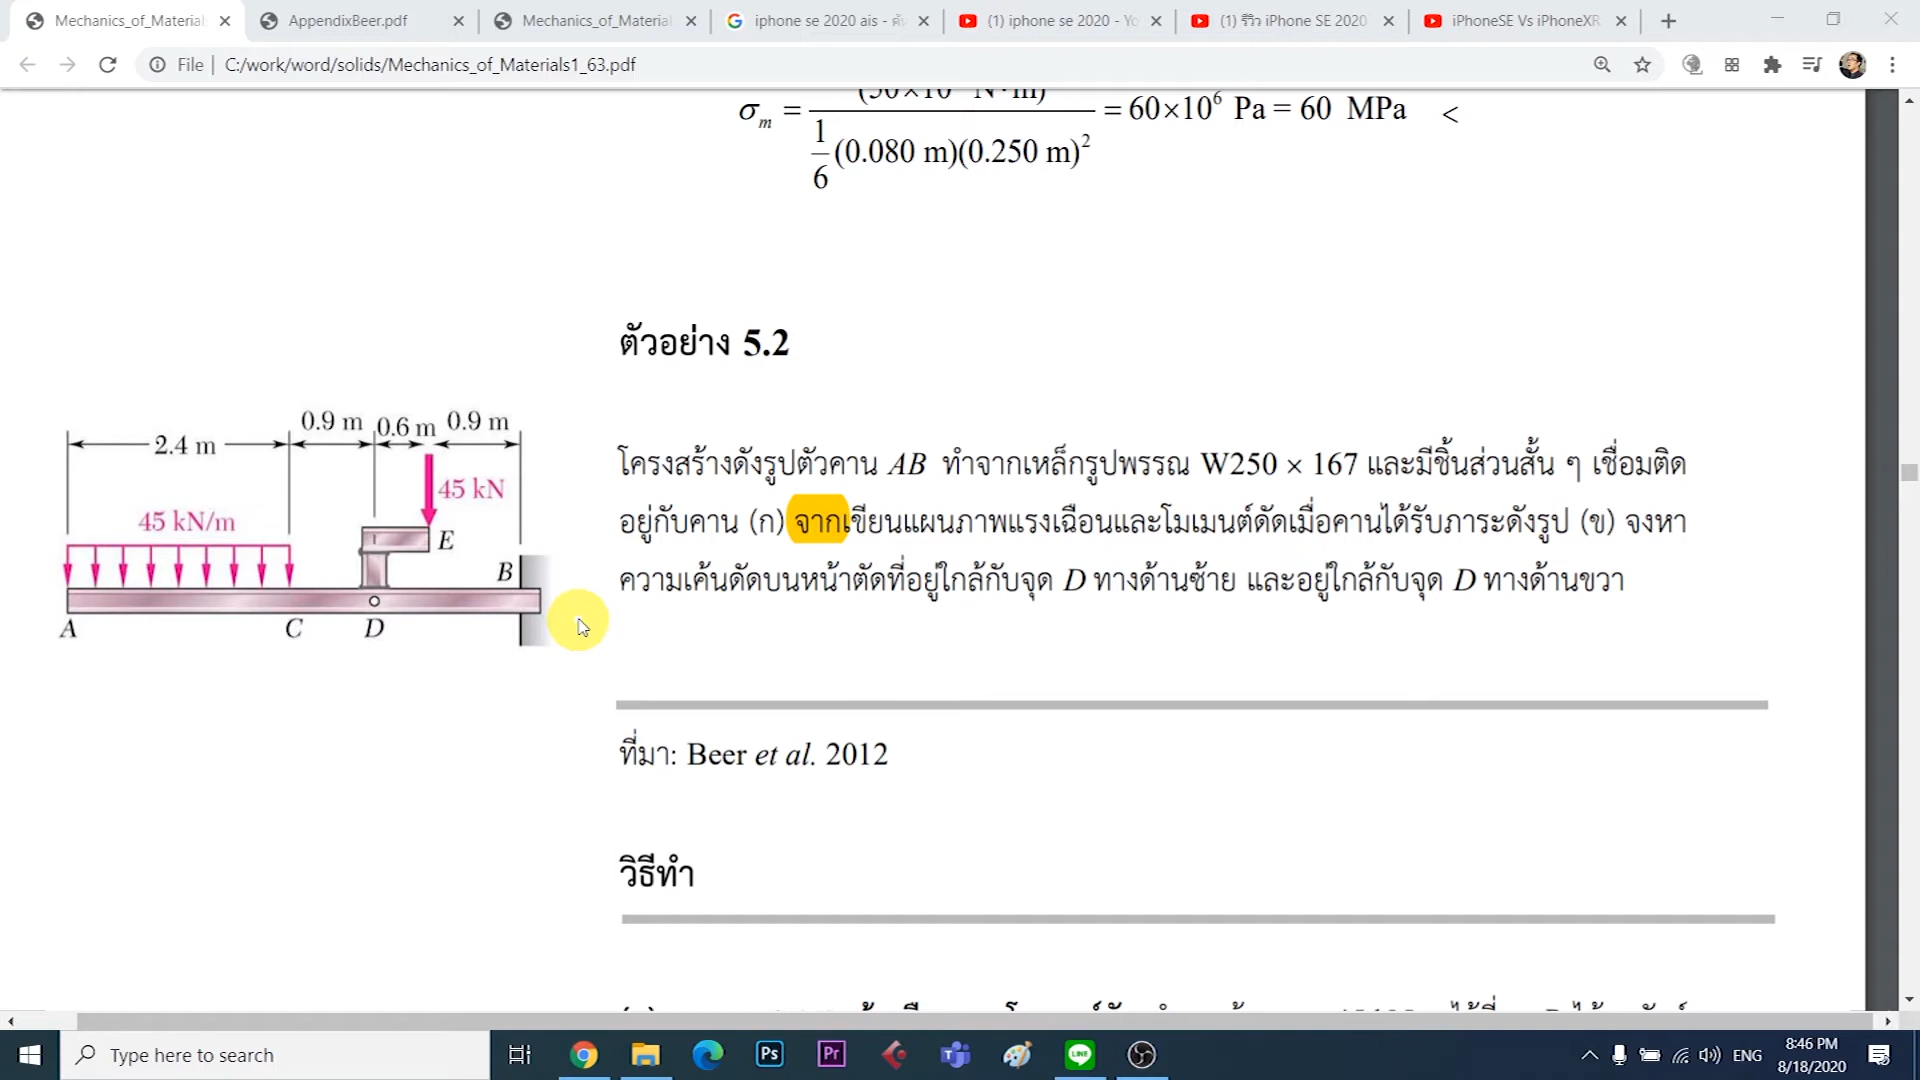 Mechanics_of_Material
AppendixBeer.pdf
Mechanics_of_Material
iphone se 2020 ais - ค้น
(1) iphone se 2020 - Yo
(1) รีวิว iPhone SE 2020
iPhoneSE Vs iPhoneXR
File | C:/work/word/solids/Mechanics_of_Materials1_63.pdf
σm = 1/6 (0.080 m)(0.250 m)2 = 60×106 Pa = 60 MPa <
ตัวอย่าง 5.2
0.9 m 0.6 m 0.9 m
2.4 m
45 kN
45 kN/m
E
B
A C D
โครงสร้างดังรูปตัวคาน AB ทำจากเหล็กรูปพรรณ W250 × 167 และมีชิ้นส่วนสั้น ๆ เชื่อมติด
อยู่กับคาน (ก) จากเขียนแผนภาพแรงเฉือนและโมเมนต์ดัดเมื่อคานได้รับภาระดังรูป (ข) จงหา
ความเค้นดัดบนหน้าตัดที่อยู่ใกล้กับจุด D ทางด้านซ้าย และอยู่ใกล้กับจุด D ทางด้านขวา
ที่มา: Beer et al. 2012
วิธีทำ
Type here to search
Ps
Pr
LINE
ENG
8:46 PM
8/18/2020